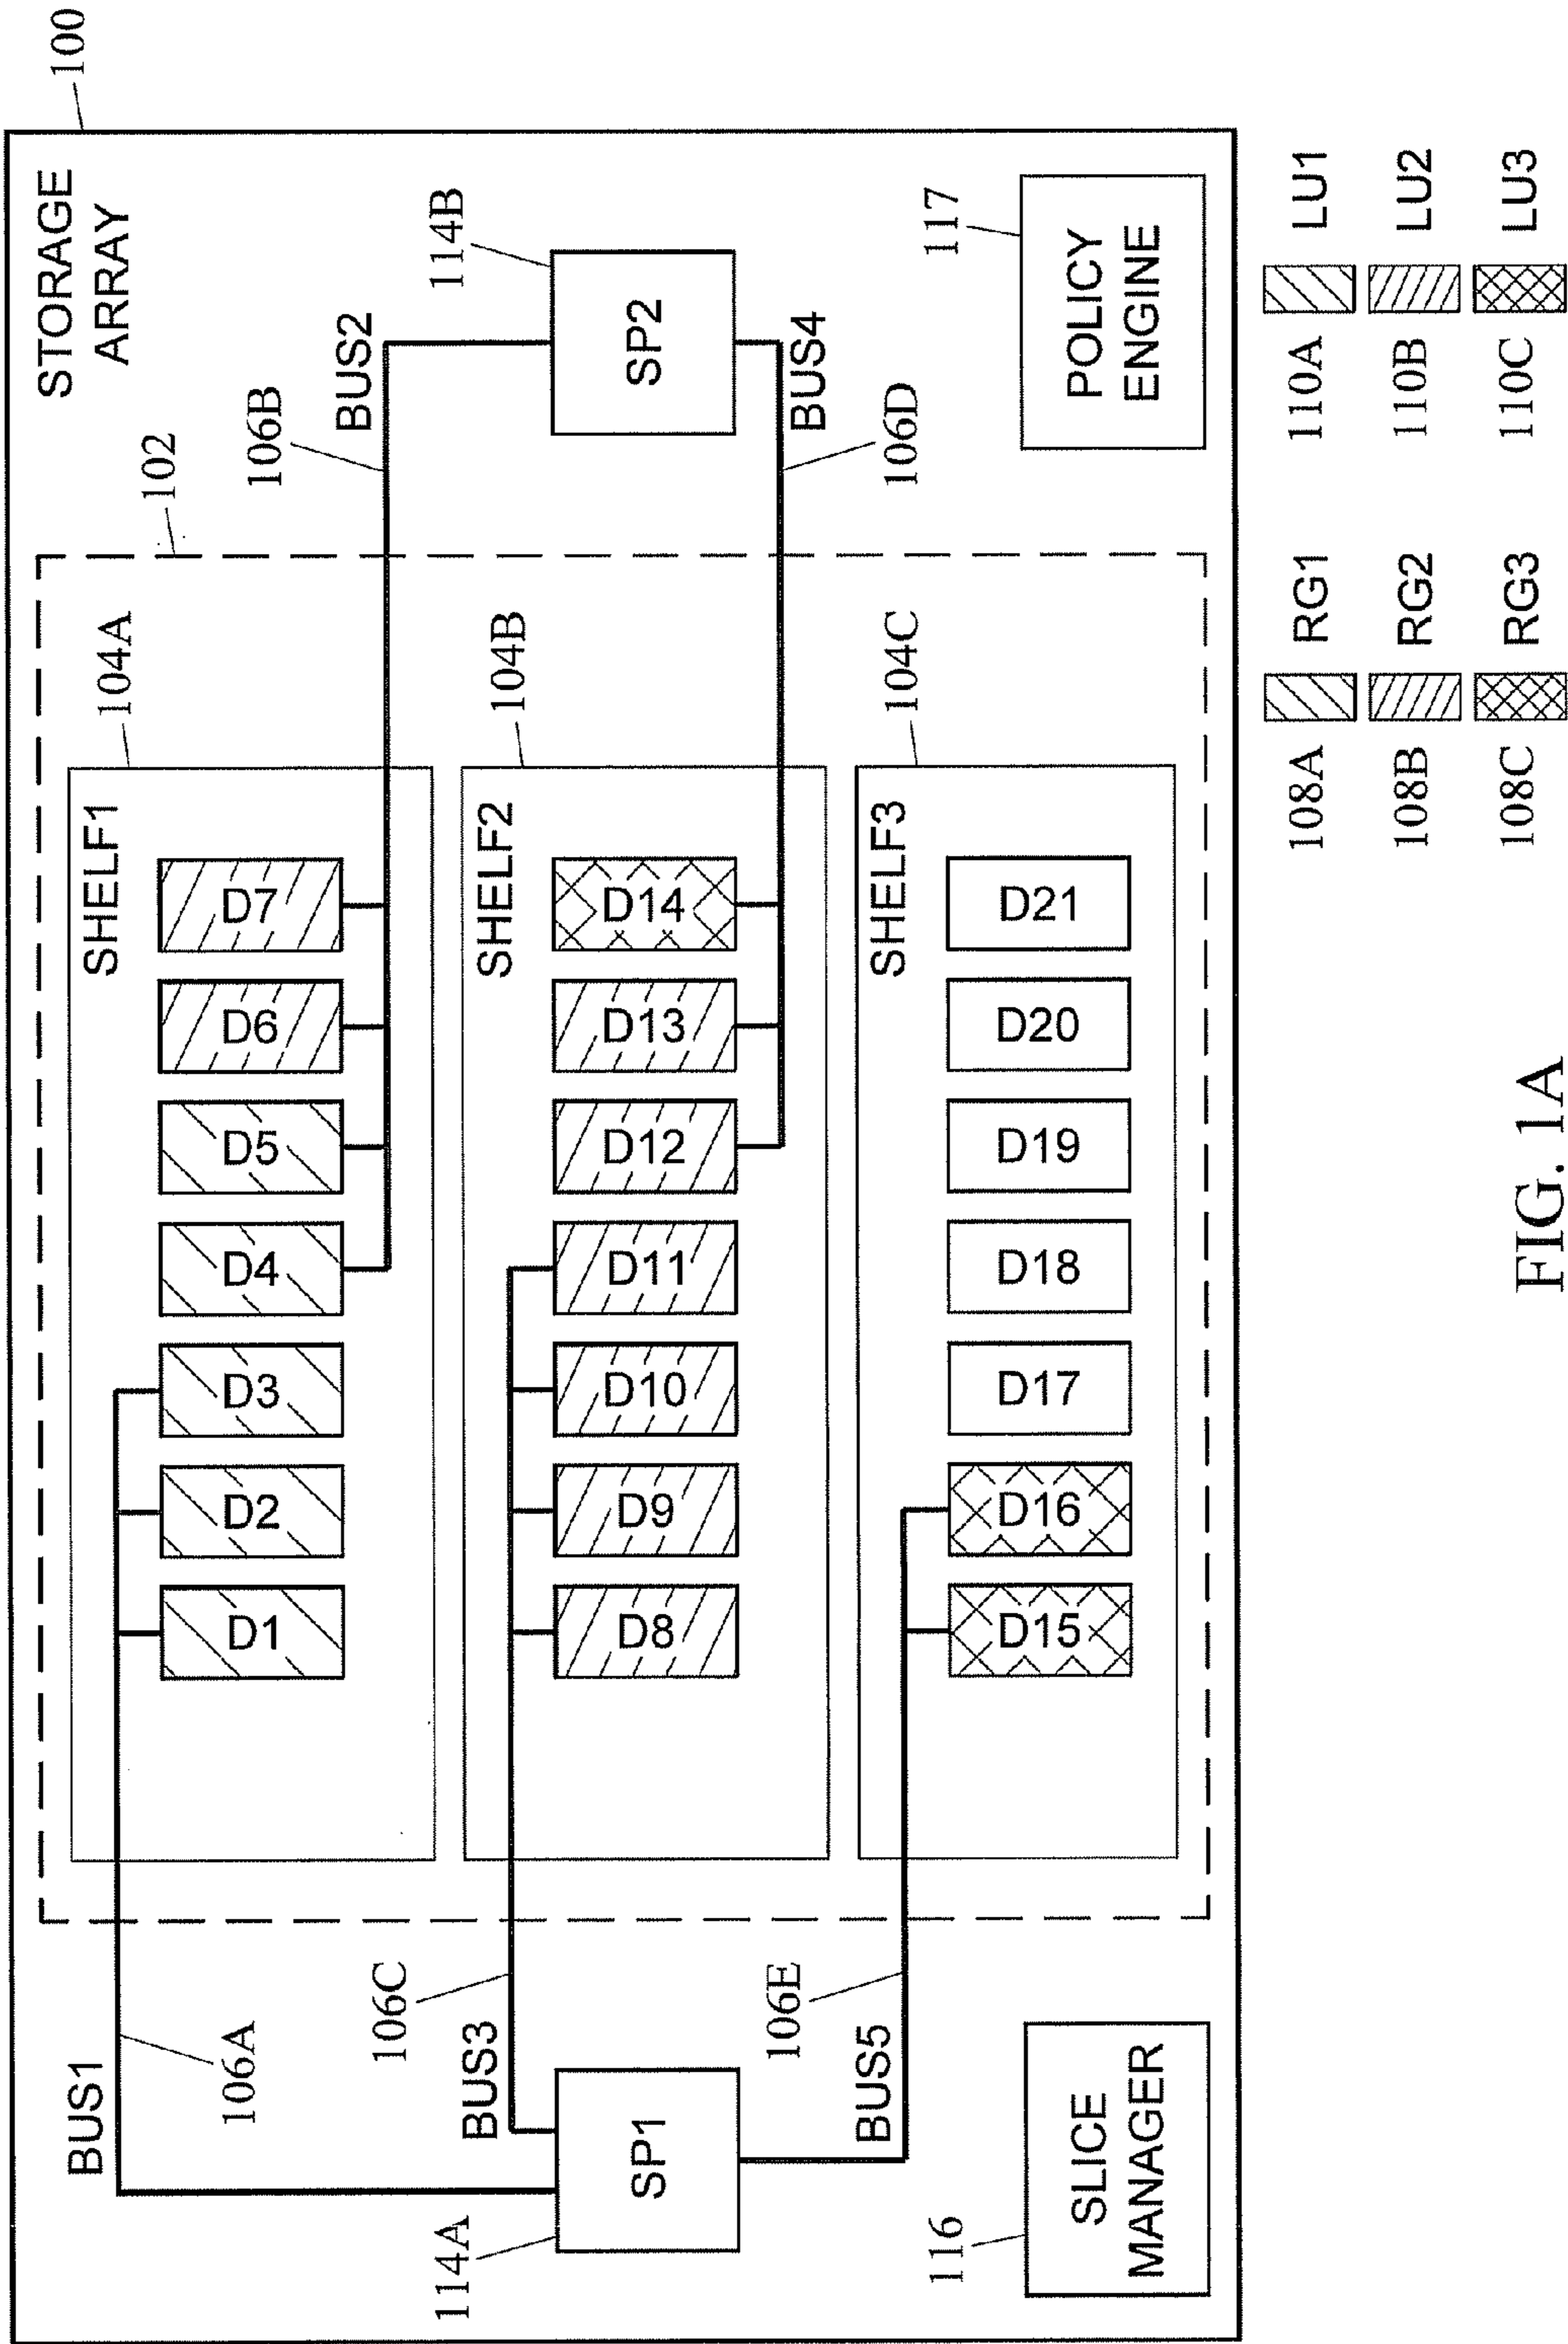 100
STORAGE
ARRAY
102
BUS1
106A
SHELF1
104A
D1
D2
D3
D4
D5
D6
D7
106B
BUS2
114A
SP1
BUS3
106C
SHELF2
104B
D8
D9
D10
D11
D12
D13
D14
114B
SP2
BUS4
106D
BUS5
106E
SHELF3
104C
D15
D16
D17
D18
D19
D20
D21
116
SLICE
MANAGER
117
POLICY
ENGINE
108A RG1 110A LU1
108B RG2 110B LU2
108C RG3 110C LU3
FIG. 1A